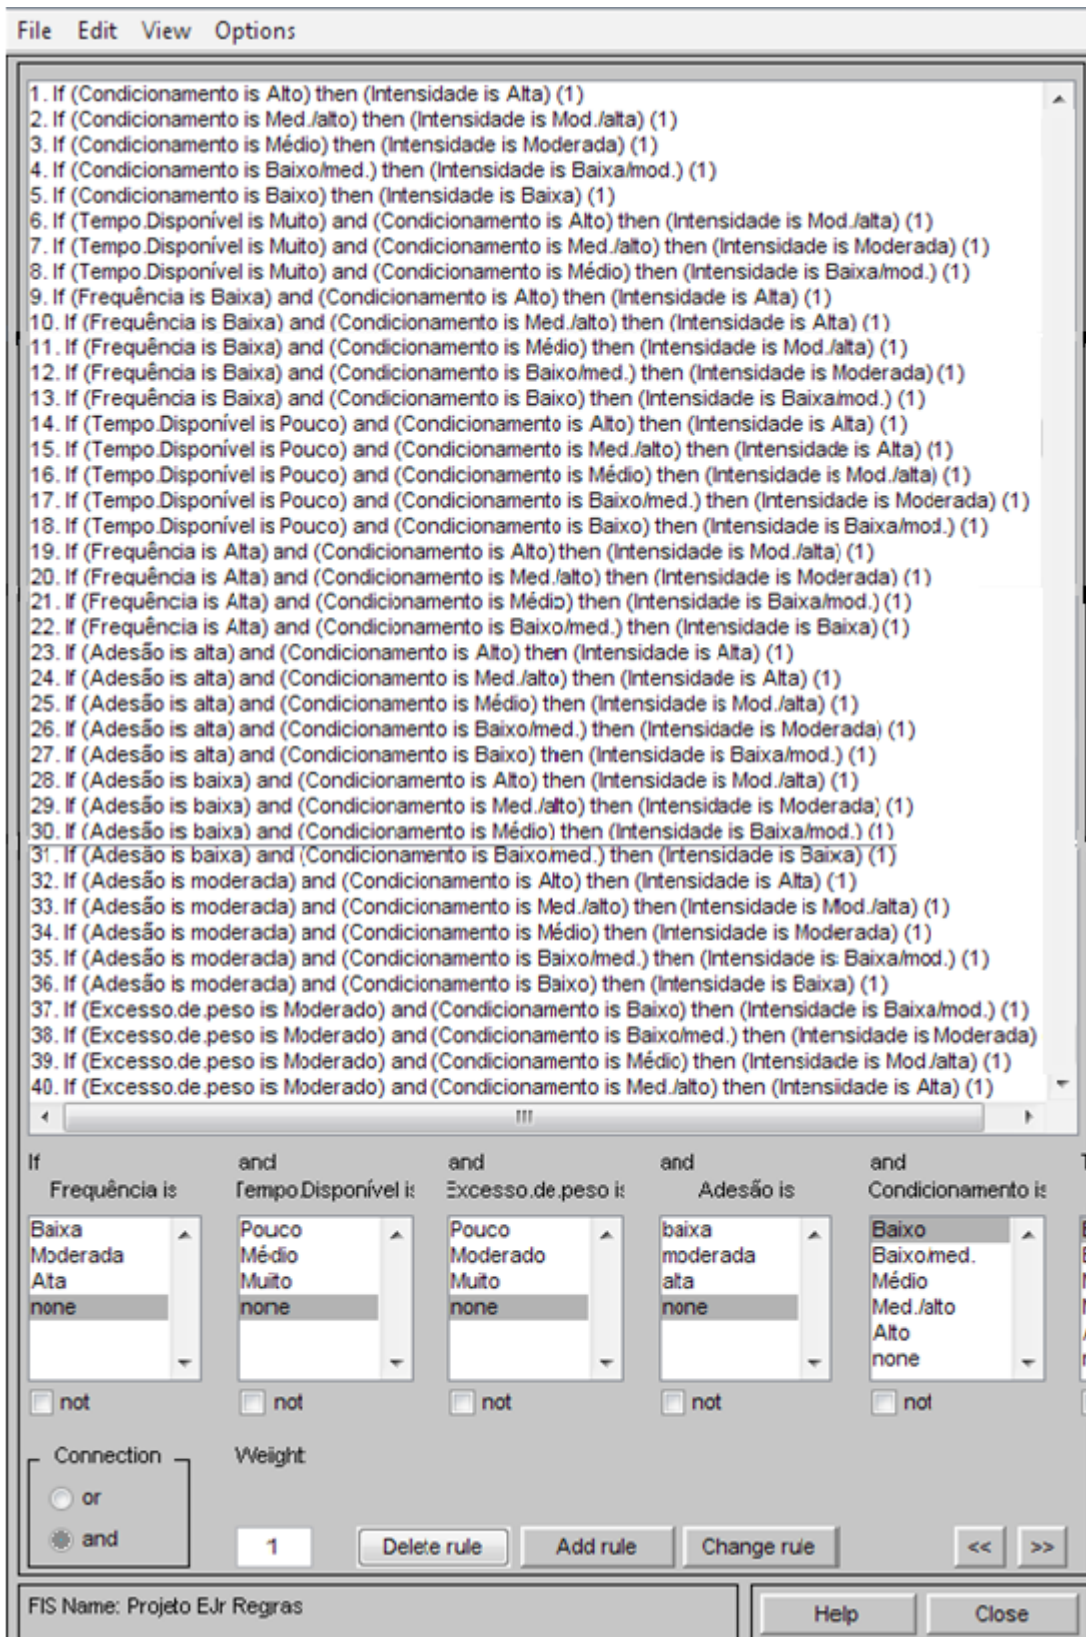 File Edit View Options
1. If (Condicionamento is Alto) then (Intensidade is Alta) (1)
2. If (Condicionamento is Med./alto) then (Intensidade is Mod./alta) (1)
3. If (Condicionamento is Médio) then (Intensidade is Moderada) (1)
4. If (Condicionamento is Baixo/med.) then (Intensidade is Baixa/mod.) (1)
5. If (Condicionamento is Baixo) then (Intensidade is Baixa) (1)
6. If (Tempo.Disponível is Muito) and (Condicionamento is Alto) then (Intensidade is Mod./alta) (1)
7. If (Tempo.Disponível is Muito) and (Condicionamento is Med./alto) then (Intensidade is Moderada) (1)
8. If (Tempo.Disponível is Muito) and (Condicionamento is Médio) then (Intensidade is Baixa/mod.) (1)
9. If (Frequência is Baixa) and (Condicionamento is Alto) then (Intensidade is Alta) (1)
10. If (Frequência is Baixa) and (Condicionamento is Med./alto) then (Intensidade is Alta) (1)
11. If (Frequência is Baixa) and (Condicionamento is Médio) then (Intensidade is Mod./alta) (1)
12. If (Frequência is Baixa) and (Condicionamento is Baixo/med.) then (Intensidade is Moderada) (1)
13. If (Frequência is Baixa) and (Condicionamento is Baixo) then (Intensidade is Baixa/mod.) (1)
14. If (Tempo.Disponível is Pouco) and (Condicionamento is Alto) then (Intensidade is Alta) (1)
15. If (Tempo.Disponível is Pouco) and (Condicionamento is Med./alto) then (Intensidade is Alta) (1)
16. If (Tempo.Disponível is Pouco) and (Condicionamento is Médio) then (Intensidade is Mod./alta) (1)
17. If (Tempo.Disponível is Pouco) and (Condicionamento is Baixo/med.) then (Intensidade is Moderada) (1)
18. If (Tempo.Disponível is Pouco) and (Condicionamento is Baixo) then (Intensidade is Baixa/mod.) (1)
19. If (Frequência is Alta) and (Condicionamento is Alto) then (Intensidade is Mod./alta) (1)
20. If (Frequência is Alta) and (Condicionamento is Med./alto) then (Intensidade is Moderada) (1)
21. If (Frequência is Alta) and (Condicionamento is Médio) then (Intensidade is Baixa/mod.) (1)
22. If (Frequência is Alta) and (Condicionamento is Baixo/med.) then (Intensidade is Baixa) (1)
23. If (Adesão is alta) and (Condicionamento is Alto) then (Intensidade is Alta) (1)
24. If (Adesão is alta) and (Condicionamento is Med./alto) then (Intensidade is Alta) (1)
25. If (Adesão is alta) and (Condicionamento is Médio) then (Intensidade is Mod./alta) (1)
26. If (Adesão is alta) and (Condicionamento is Baixo/med.) then (Intensidade is Moderada) (1)
27. If (Adesão is alta) and (Condicionamento is Baixo) then (Intensidade is Baixa/mod.) (1)
28. If (Adesão is baixa) and (Condicionamento is Alto) then (Intensidade is Mod./alta) (1)
29. If (Adesão is baixa) and (Condicionamento is Med./alto) then (Intensidade is Moderada) (1)
30. If (Adesão is baixa) and (Condicionamento is Médio) then (Intensidade is Baixa/mod.) (1)
31. If (Adesão is baixa) and (Condicionamento is Baixo/med.) then (Intensidade is Baixa) (1)
32. If (Adesão is moderada) and (Condicionamento is Alto) then (Intensidade is Alta) (1)
33. If (Adesão is moderada) and (Condicionamento is Med./alto) then (Intensidade is Mod./alta) (1)
34. If (Adesão is moderada) and (Condicionamento is Médio) then (Intensidade is Moderada) (1)
35. If (Adesão is moderada) and (Condicionamento is Baixo/med.) then (Intensidade is Baixa/mod.) (1)
36. If (Adesão is moderada) and (Condicionamento is Baixo) then (Intensidade is Baixa) (1)
37. If (Excesso.de.peso is Moderado) and (Condicionamento is Baixo) then (Intensidade is Baixa/mod.) (1)
38. If (Excesso.de.peso is Moderado) and (Condicionamento is Baixo/med.) then (Intensidade is Moderada)
39. If (Excesso.de.peso is Moderado) and (Condicionamento is Médio) then (Intensidade is Mod./alta) (1)
40. If (Excesso.de.peso is Moderado) and (Condicionamento is Med./alto) then (Intensidade is Alta) (1)
If and and and and
Frequência is Tempo.Disponível is Excesso.de.peso is Adesão is Condicionamento is
Baixa Pouco Pouco baixa Baixo
Moderada Médio Moderado moderada Baixo/med.
Alta Muito Muito alta Médio
none none none none Med./alto
Alto
none
not not not not not
Connection Weight
or
and 1 Delete rule Add rule Change rule << >>
FIS Name: Projeto EJr Regras Help Close